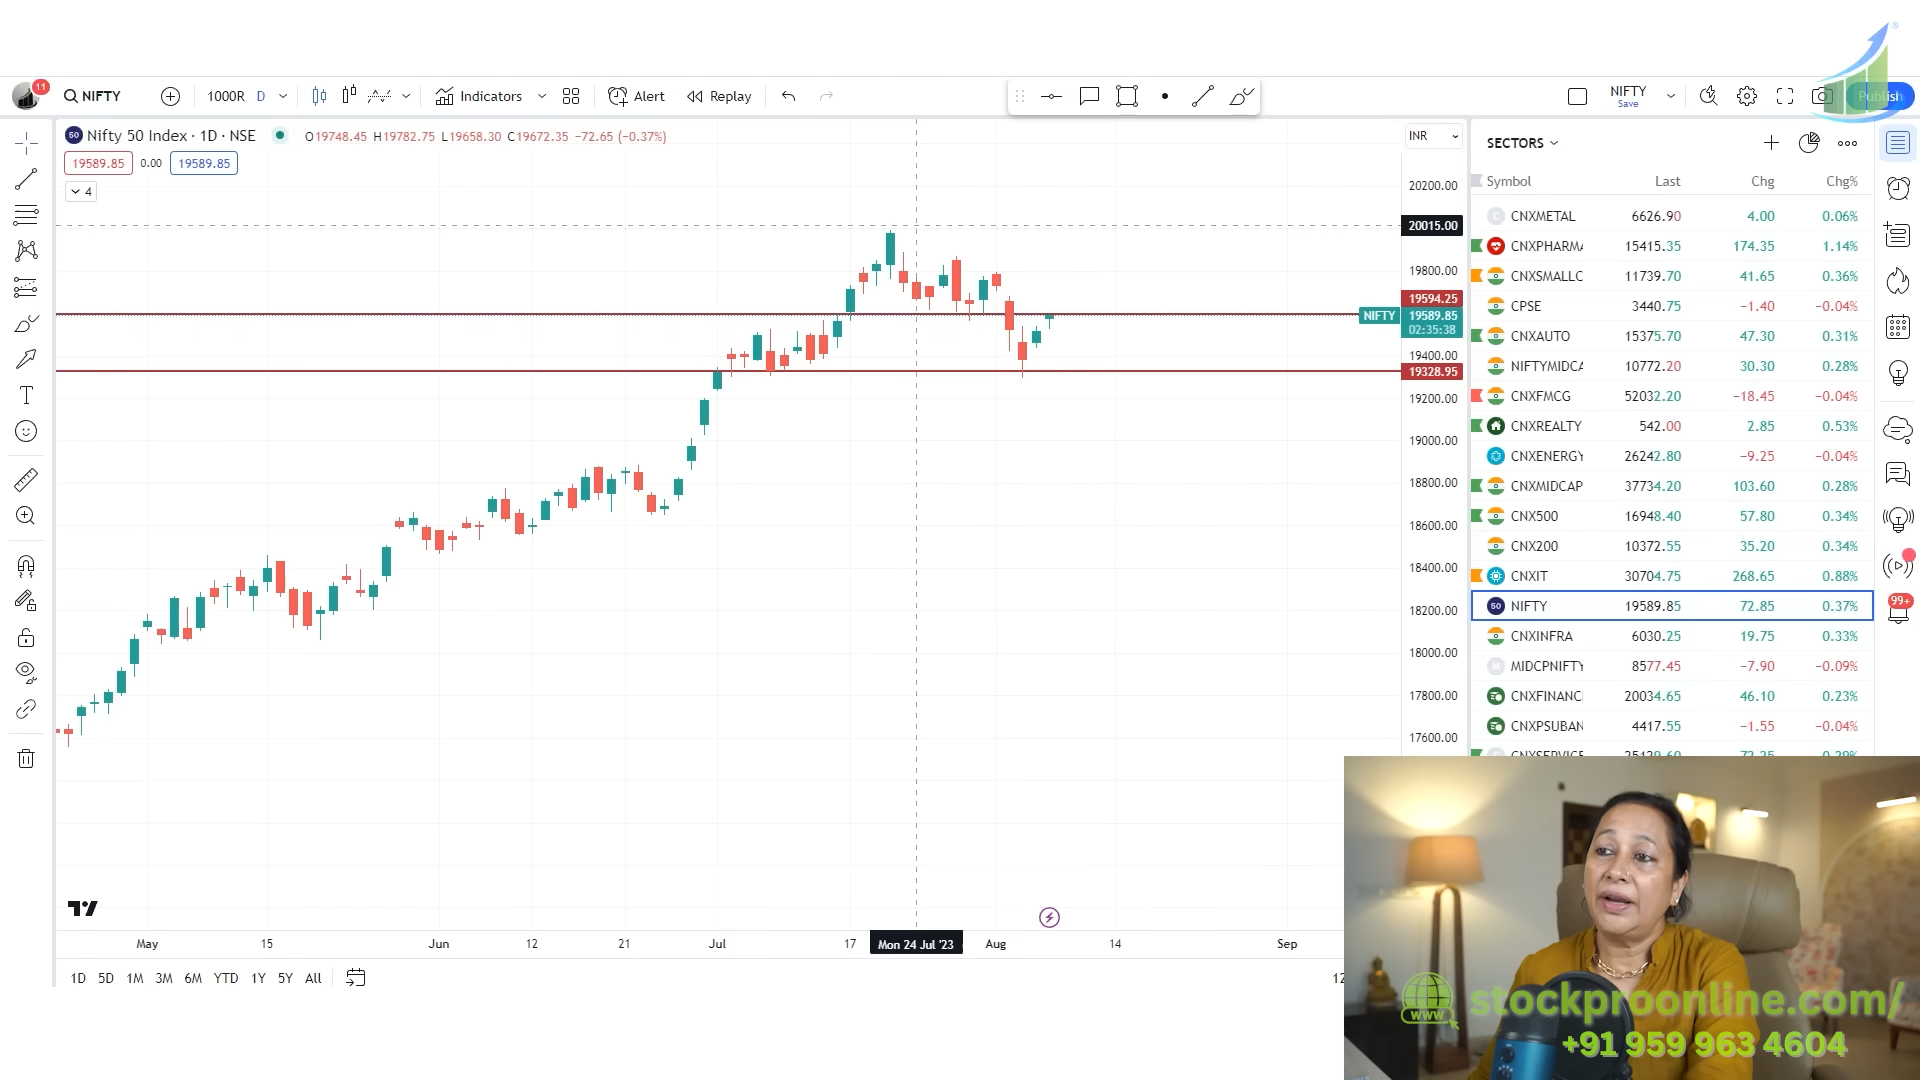 11
NIFTY
1000R D
Indicators
Alert
Replay
NIFTY
Save
Publish
50 Nifty 50 Index · 1D · NSE O19748.45 H19782.75 L19658.30 C19672.35 −72.65 (−0.37%)
19589.85 0.00 19589.85
4
INR
20200.00
20015.00
19800.00
19594.25
NIFTY 19589.85
02:35:38
19400.00
19328.95
19200.00
19000.00
18800.00
18600.00
18400.00
18200.00
18000.00
17800.00
17600.00
May 15 Jun 12 21 Jul 17 Mon 24 Jul '23 Aug 14 Sep
1D 5D 1M 3M 6M YTD 1Y 5Y All
12
SECTORS
Symbol Last Chg Chg%
CNXMETAL 6626.90 4.00 0.06%
CNXPHARMA 15415.35 174.35 1.14%
CNXSMALLC 11739.70 41.65 0.36%
CPSE 3440.75 −1.40 −0.04%
CNXAUTO 15375.70 47.30 0.31%
NIFTYMIDCA 10772.20 30.30 0.28%
CNXFMCG 52032.20 −18.45 −0.04%
CNXREALTY 542.00 2.85 0.53%
CNXENERGY 26242.80 −9.25 −0.04%
CNXMIDCAP 37734.20 103.60 0.28%
CNX500 16948.40 57.80 0.34%
CNX200 10372.55 35.20 0.34%
CNXIT 30704.75 268.65 0.88%
50 NIFTY 19589.85 72.85 0.37%
CNXINFRA 6030.25 19.75 0.33%
MIDCPNIFTY 8577.45 −7.90 −0.09%
CNXFINANC 20034.65 46.10 0.23%
CNXPSUBAN 4417.55 −1.55 −0.04%
99+
www
stockproonline.com/
+91 959 963 4604